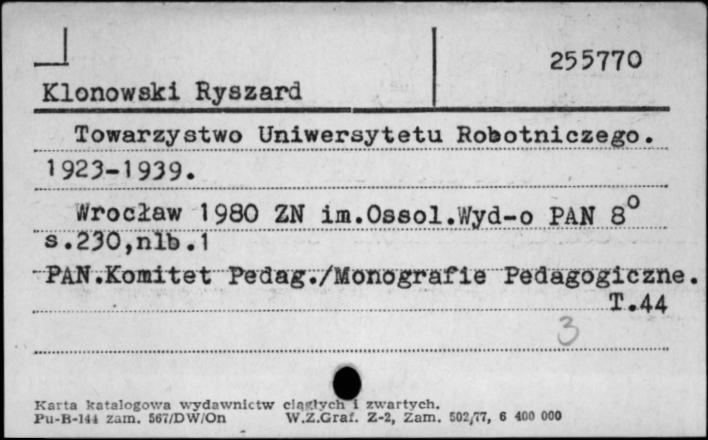 255770
Klonowski Ryszard
Towarzystwo Uniwersytetu Robotniczego.
1923-1939.
Wrocław 1980 ZN im.Ossol.Wyd-o PAN 8°
s.230,nlb.1
PAN.Komitet Pedag./Monografie Pedagogiczne.
T.44
3
Karta katalogowa wydawnictw ciągłych i zwartych.
Pu-B-144 zam. 567/DW/On W.Z.Graf. Z-2, Zam. 502/77, 6 400 000